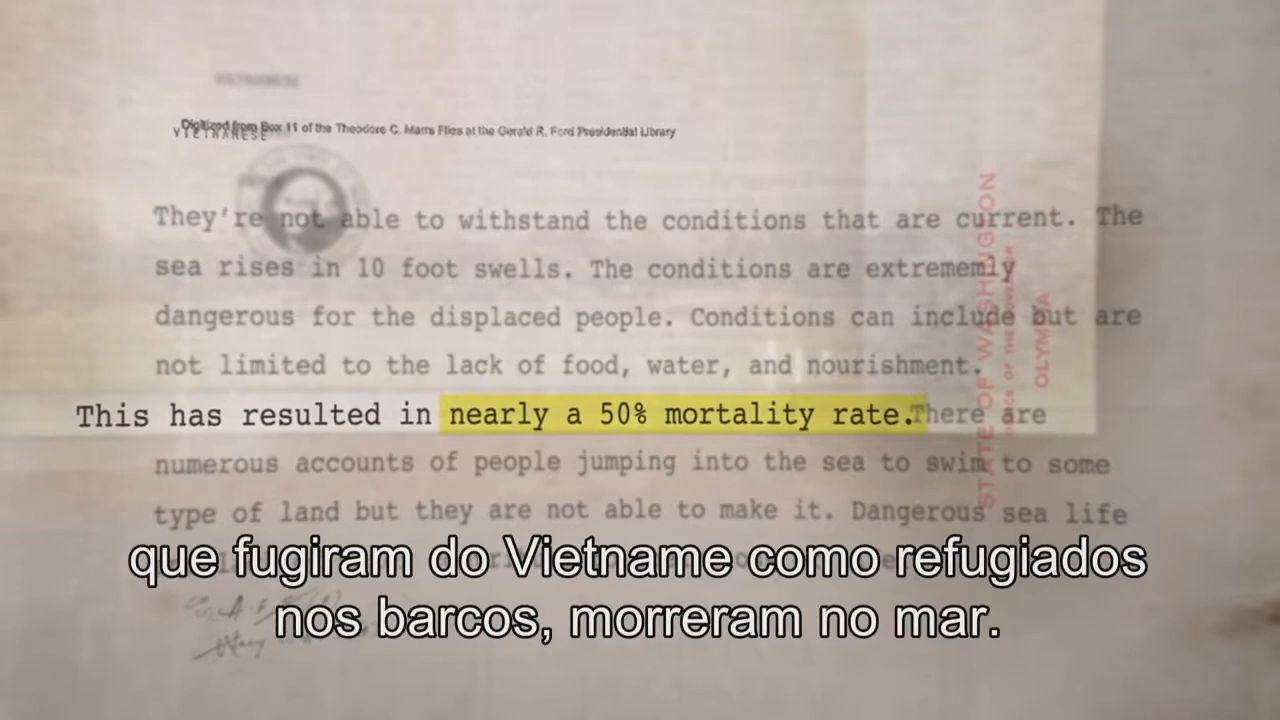 VIETNAMESE
Digitized from Box 11 of the Theodore C. Marrs Files at the Gerald R. Ford Presidential Library
They're not able to withstand the conditions that are current. The
sea rises in 10 foot swells. The conditions are extrememly
dangerous for the displaced people. Conditions can include but are
not limited to the lack of food, water, and nourishment.
This has resulted in nearly a 50% mortality rate. There are
numerous accounts of people jumping into the sea to swim to some
type of land but they are not able to make it. Dangerous sea life
que fugiram do Vietname como refugiados
nos barcos, morreram no mar.
STATE OF WASHINGTON
OFFICE OF THE GOVERNOR
OLYMPIA